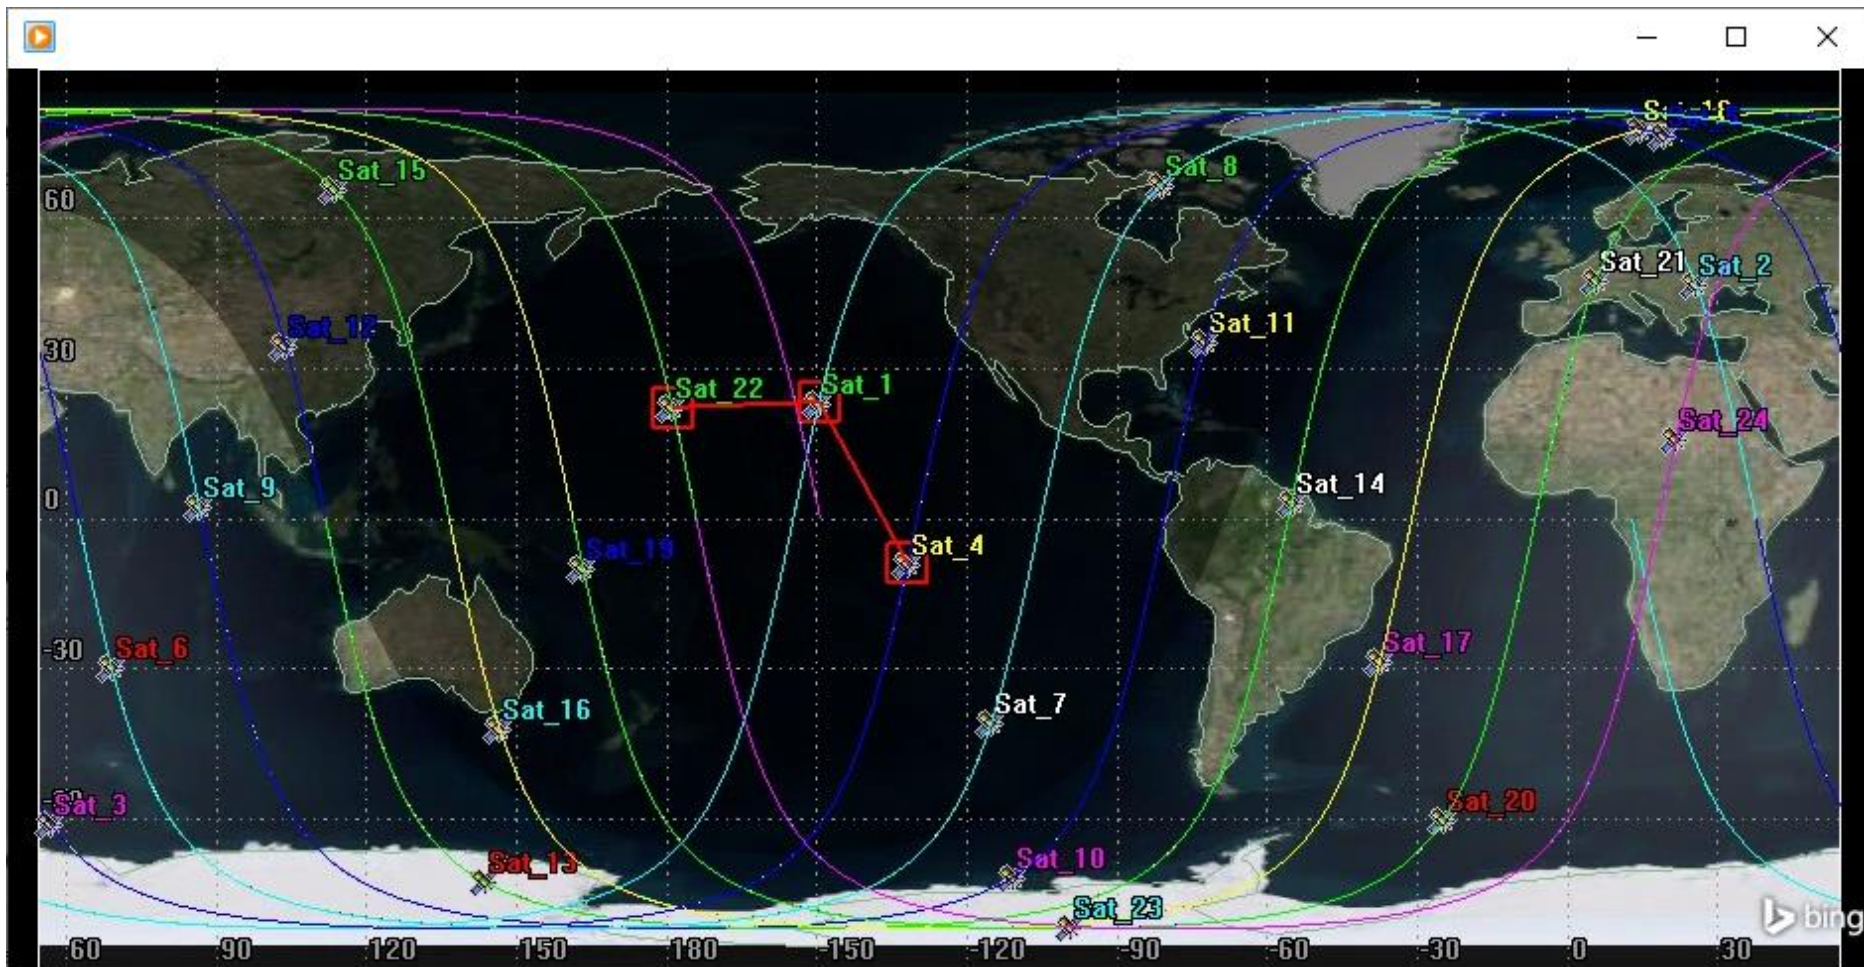 Sat_15
Sat_8
60
Sat_21
Sat_2
Sat_12
Sat_11
30
Sat_22
Sat_1
Sat_24
Sat_9
0
Sat_14
Sat_19
Sat_4
Sat_6
-30
Sat_17
Sat_16
Sat_7
Sat_3
Sat_20
Sat_13
Sat_10
Sat_23
bing
60 90 120 150 180 -150 -120 -90 -60 -30 0 30